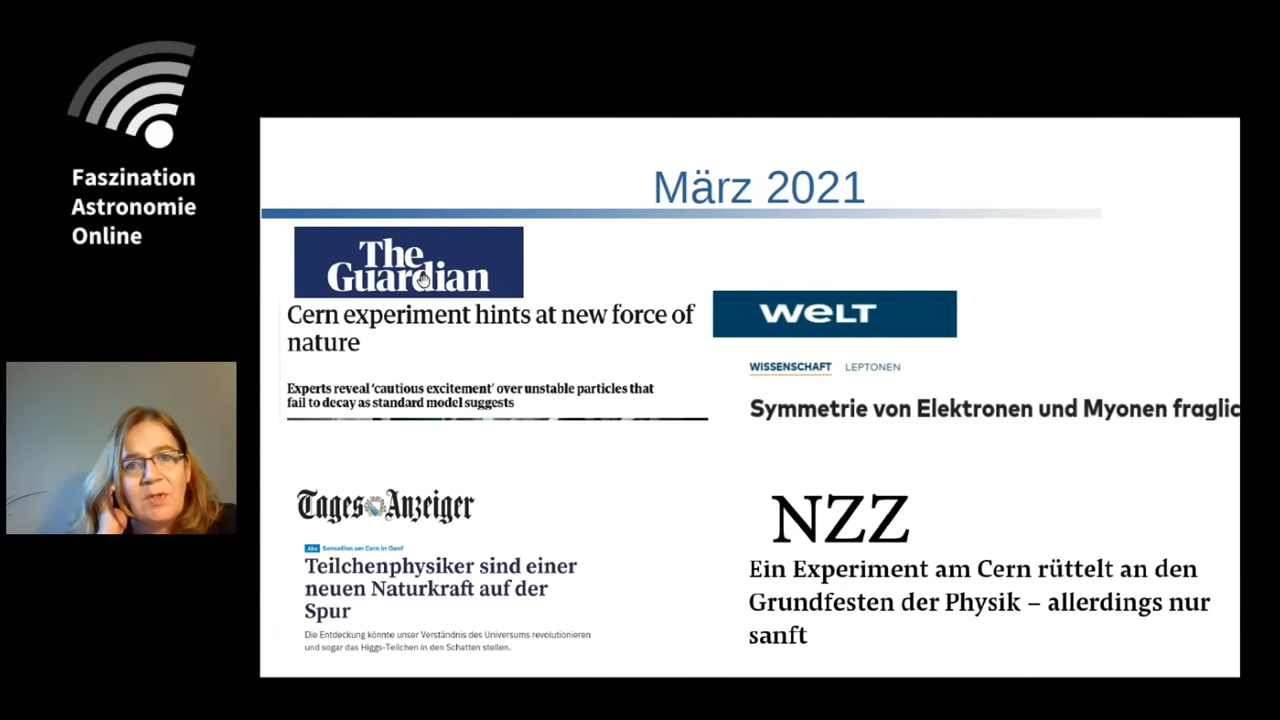 Faszination
Astronomie
Online
März 2021
The
Guardian
Cern experiment hints at new force of
nature
Experts reveal ‘cautious excitement’ over unstable particles that
fail to decay as standard model suggests
WELT
WISSENSCHAFT LEPTONEN
Symmetrie von Elektronen und Myonen fraglic
Tages Anzeiger
Abo Sensation am Cern in Genf
Teilchenphysiker sind einer
neuen Naturkraft auf der
Spur
Die Entdeckung könnte unser Verständnis des Universums revolutionieren
und sogar das Higgs-Teilchen in den Schatten stellen.
NZZ
Ein Experiment am Cern rüttelt an den
Grundfesten der Physik – allerdings nur
sanft